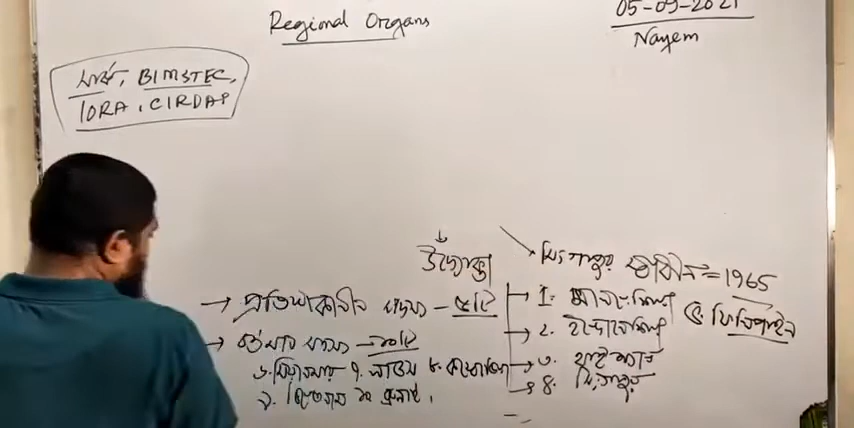 Regional Organs
05-09-2021
Nayem
সার্ক, BIMSTEC,
IORA, CIRDAP
উদ্যোক্তা
সিঙ্গাপুর স্বাধীন = 1965
→ প্রতিষ্ঠাকালীন সদস্য - ৫টি
→ 1. মালয়েশিয়া
→ ২. ইন্দোনেশিয়া
→ ৩. থাইল্যান্ড
→ ৪. সিঙ্গাপুর
৫. ফিলিপাইন
→ বর্তমান সদস্য - ১০টি
৬. মিয়ানমার ৭. লাওস ৮. কম্বোডিয়া
৯. ভিয়েতনাম ১০ ব্রুনাই